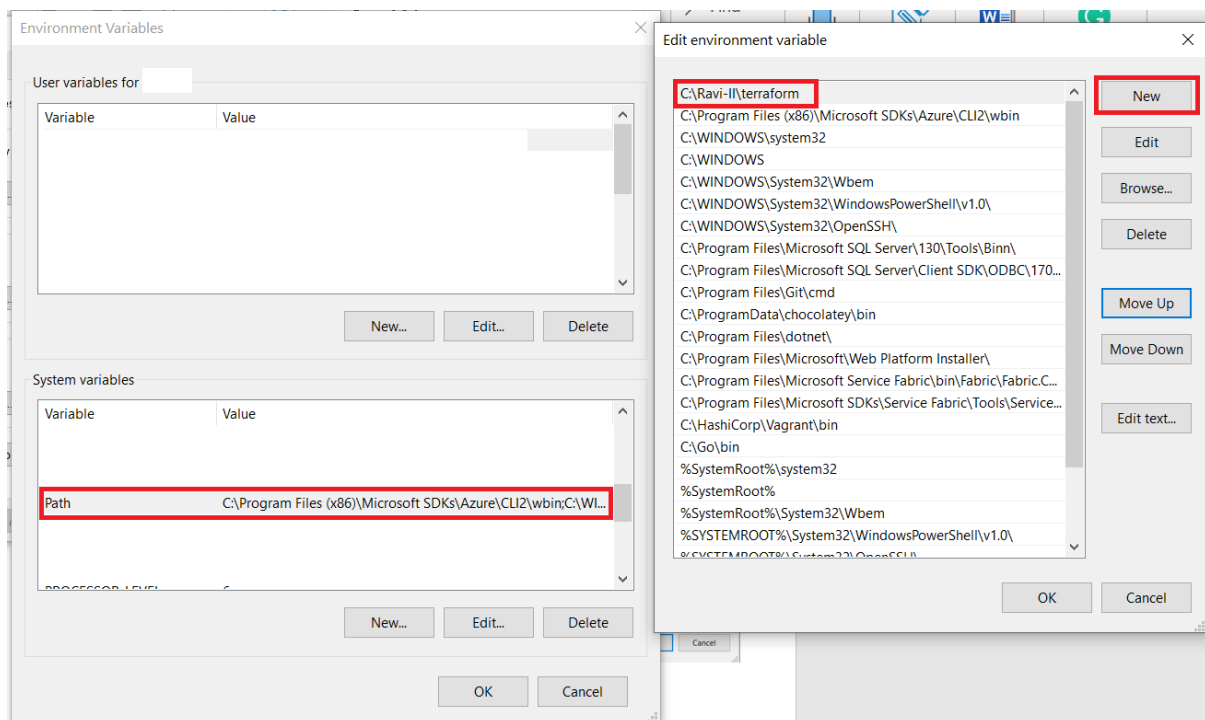 Find
Environment Variables
User variables for
Variable Value
New... Edit... Delete
System variables
Variable Value
Path C:\Program Files (x86)\Microsoft SDKs\Azure\CLI2\wbin;C:\WI...
New... Edit... Delete
OK Cancel
Edit environment variable
C:\Ravi-II\terraform
C:\Program Files (x86)\Microsoft SDKs\Azure\CLI2\wbin
C:\WINDOWS\system32
C:\WINDOWS
C:\WINDOWS\System32\Wbem
C:\WINDOWS\System32\WindowsPowerShell\v1.0\
C:\WINDOWS\System32\OpenSSH\
C:\Program Files\Microsoft SQL Server\130\Tools\Binn\
C:\Program Files\Microsoft SQL Server\Client SDK\ODBC\170...
C:\Program Files\Git\cmd
C:\ProgramData\chocolatey\bin
C:\Program Files\dotnet\
C:\Program Files\Microsoft\Web Platform Installer\
C:\Program Files\Microsoft Service Fabric\bin\Fabric\Fabric.C...
C:\Program Files\Microsoft SDKs\Service Fabric\Tools\Service...
C:\HashiCorp\Vagrant\bin
C:\Go\bin
%SystemRoot%\system32
%SystemRoot%
%SystemRoot%\System32\Wbem
%SYSTEMROOT%\System32\WindowsPowerShell\v1.0\
%SYSTEMROOT%\System32\OpenSSH\
New
Edit
Browse...
Delete
Move Up
Move Down
Edit text...
OK Cancel
Cancel